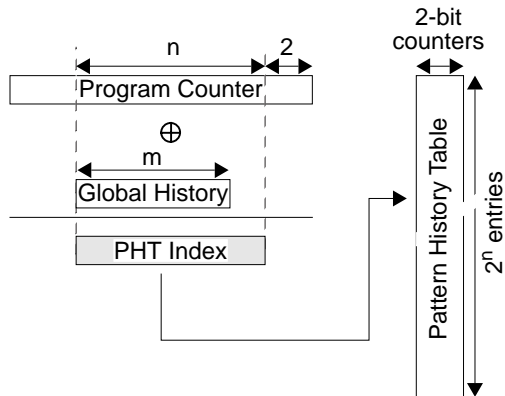 n
2
Program Counter
⊕
m
Global History
PHT Index
2-bit
counters
Pattern History Table
2ⁿ entries